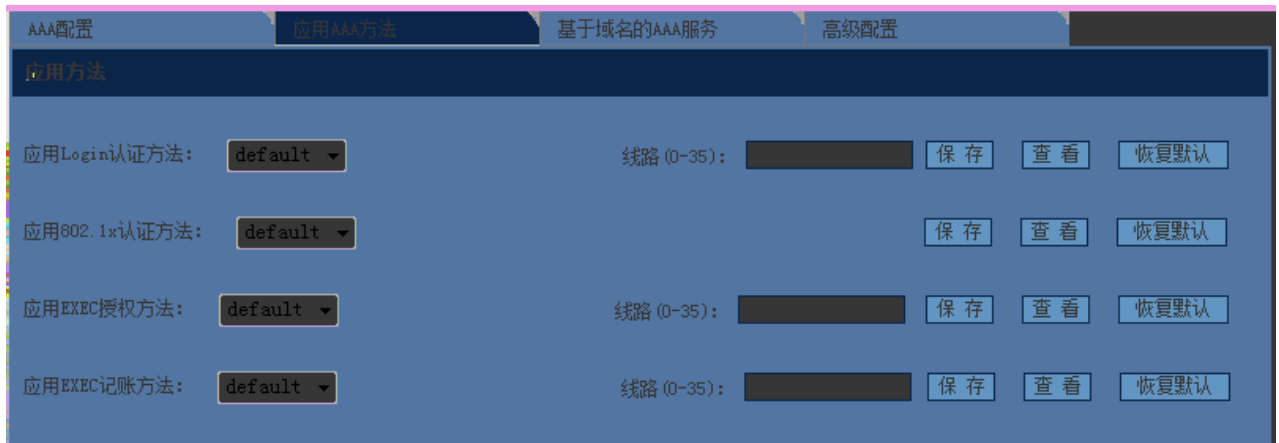 AAA配置 应用AAA方法 基于域名的AAA服务 高级配置
应用方法
应用Login认证方法: default 线路(0-35): 保 存 查 看 恢复默认
应用802.1x认证方法: default 保 存 查 看 恢复默认
应用EXEC授权方法: default 线路(0-35): 保 存 查 看 恢复默认
应用EXEC记账方法: default 线路(0-35): 保 存 查 看 恢复默认